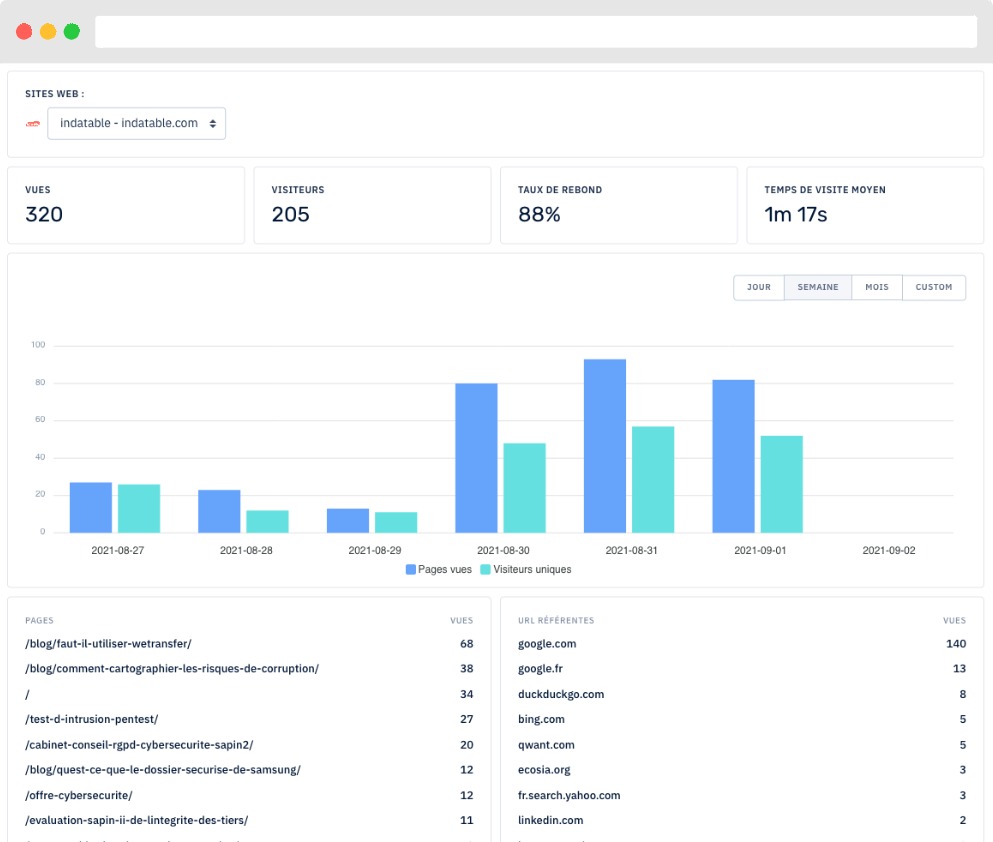 SITES WEB :
indatable - indatable.com
VUES
320
VISITEURS
205
TAUX DE REBOND
88%
TEMPS DE VISITE MOYEN
1m 17s
JOUR SEMAINE MOIS CUSTOM
100
80
60
40
20
0
2021-08-27 2021-08-28 2021-08-29 2021-08-30 2021-08-31 2021-09-01 2021-09-02
Pages vues Visiteurs uniques
PAGES VUES
/blog/faut-il-utiliser-wetransfer/ 68
/blog/comment-cartographier-les-risques-de-corruption/ 38
/ 34
/test-d-intrusion-pentest/ 27
/cabinet-conseil-rgpd-cybersecurite-sapin2/ 20
/blog/quest-ce-que-le-dossier-securise-de-samsung/ 12
/offre-cybersecurite/ 12
/evaluation-sapin-ii-de-lintegrite-des-tiers/ 11
URL RÉFÉRENTES VUES
google.com 140
google.fr 13
duckduckgo.com 8
bing.com 5
qwant.com 5
ecosia.org 3
fr.search.yahoo.com 3
linkedin.com 2